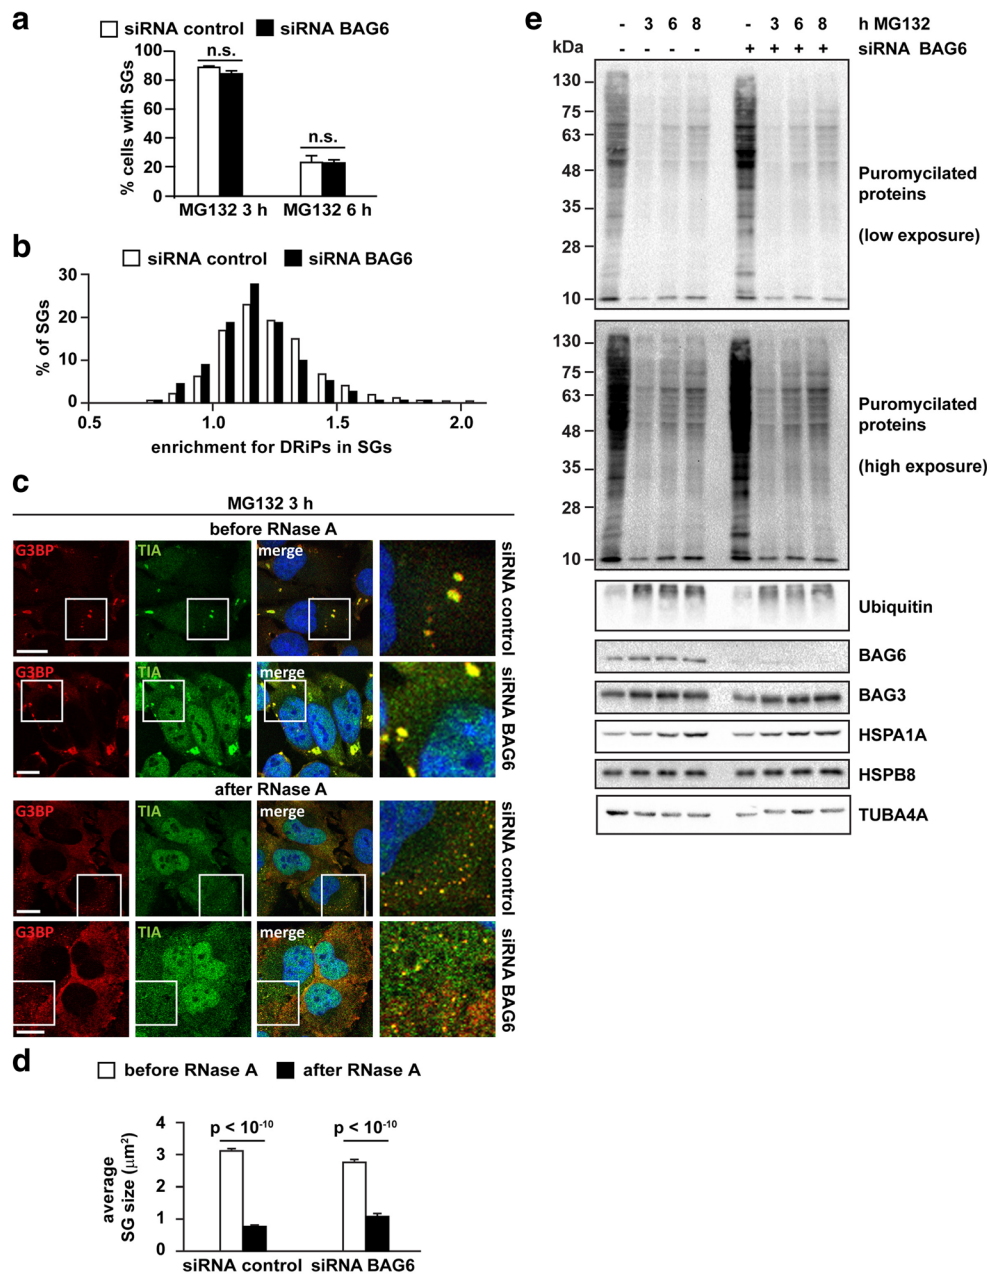 a
siRNA control siRNA BAG6
% cells with SGs
100
80
60
40
20
0
n.s.
n.s.
MG132 3 h MG132 6 h
b
siRNA control siRNA BAG6
% of SGs
30
20
10
0
0.5 1.0 1.5 2.0
enrichment for DRiPs in SGs
c
MG132 3 h
before RNase A
G3BP TIA merge
siRNA control
G3BP TIA merge
siRNA BAG6
after RNase A
G3BP TIA merge
siRNA control
G3BP TIA merge
siRNA BAG6
d
before RNase A after RNase A
average
SG size (µm²)
4
3
2
1
0
p < 10⁻¹⁰ p < 10⁻¹⁰
siRNA control siRNA BAG6
e
- 3 6 8 - 3 6 8 h MG132
kDa - - - - + + + + siRNA BAG6
130
75
63
48
35
28
10
Puromycilated
proteins
(low exposure)
130
75
63
48
35
28
10
Puromycilated
proteins
(high exposure)
Ubiquitin
BAG6
BAG3
HSPA1A
HSPB8
TUBA4A